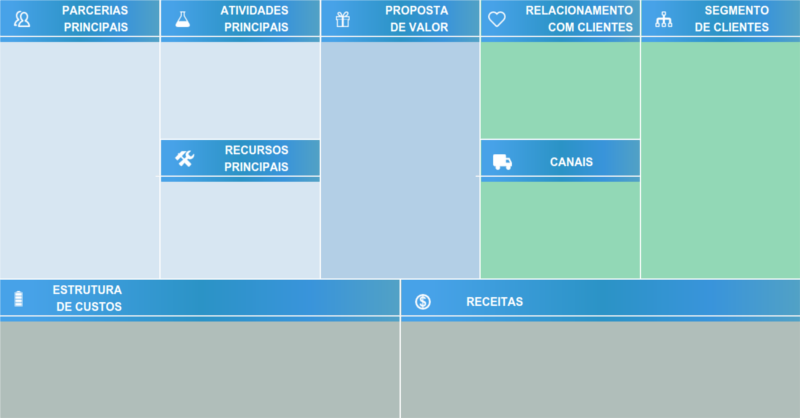 PARCERIAS
PRINCIPAIS
ATIVIDADES
PRINCIPAIS
PROPOSTA
DE VALOR
RELACIONAMENTO
COM CLIENTES
SEGMENTO
DE CLIENTES
RECURSOS
PRINCIPAIS
CANAIS
ESTRUTURA
DE CUSTOS
RECEITAS